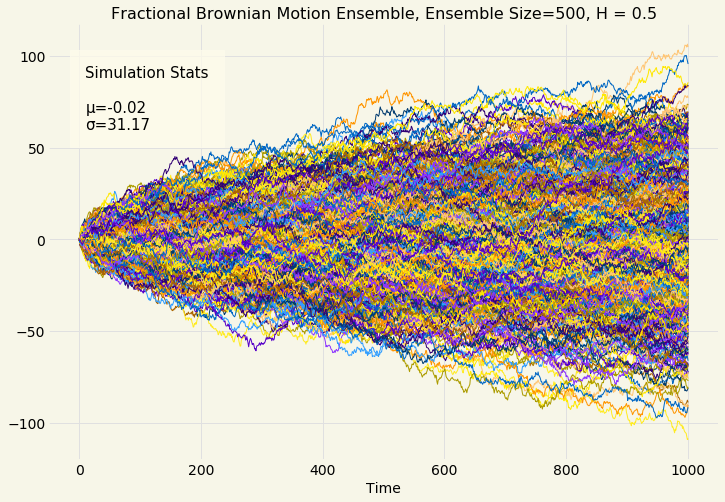 Fractional Brownian Motion Ensemble, Ensemble Size=500, H = 0.5
Simulation Stats
μ=-0.02
σ=31.17
100
50
0
−50
−100
0 200 400 600 800 1000
Time